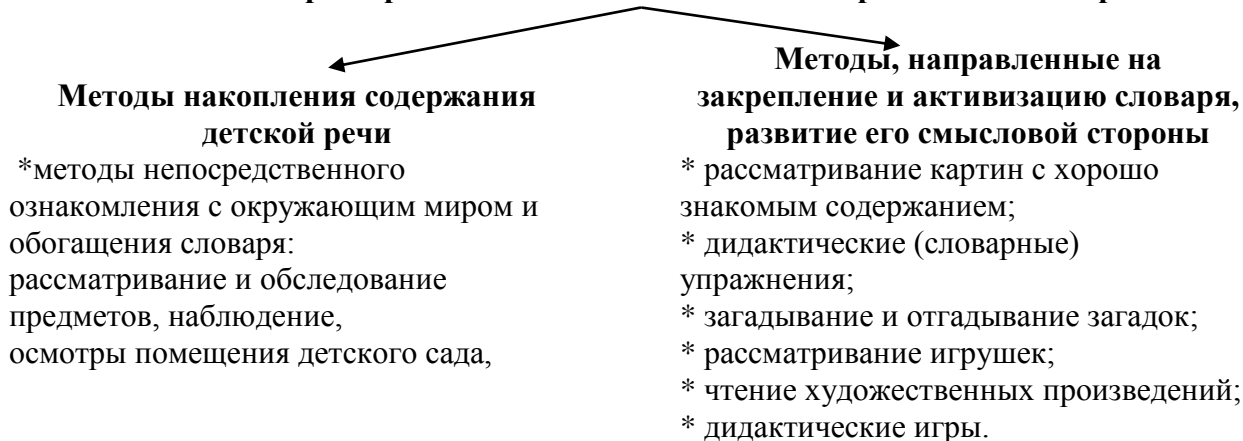 Методы накопления содержания
детской речи
*методы непосредственного
ознакомления с окружающим миром и
обогащения словаря:
рассматривание и обследование
предметов, наблюдение,
осмотры помещения детского сада,
Методы, направленные на
закрепление и активизацию словаря,
развитие его смысловой стороны
* рассматривание картин с хорошо
знакомым содержанием;
* дидактические (словарные)
упражнения;
* загадывание и отгадывание загадок;
* рассматривание игрушек;
* чтение художественных произведений;
* дидактические игры.